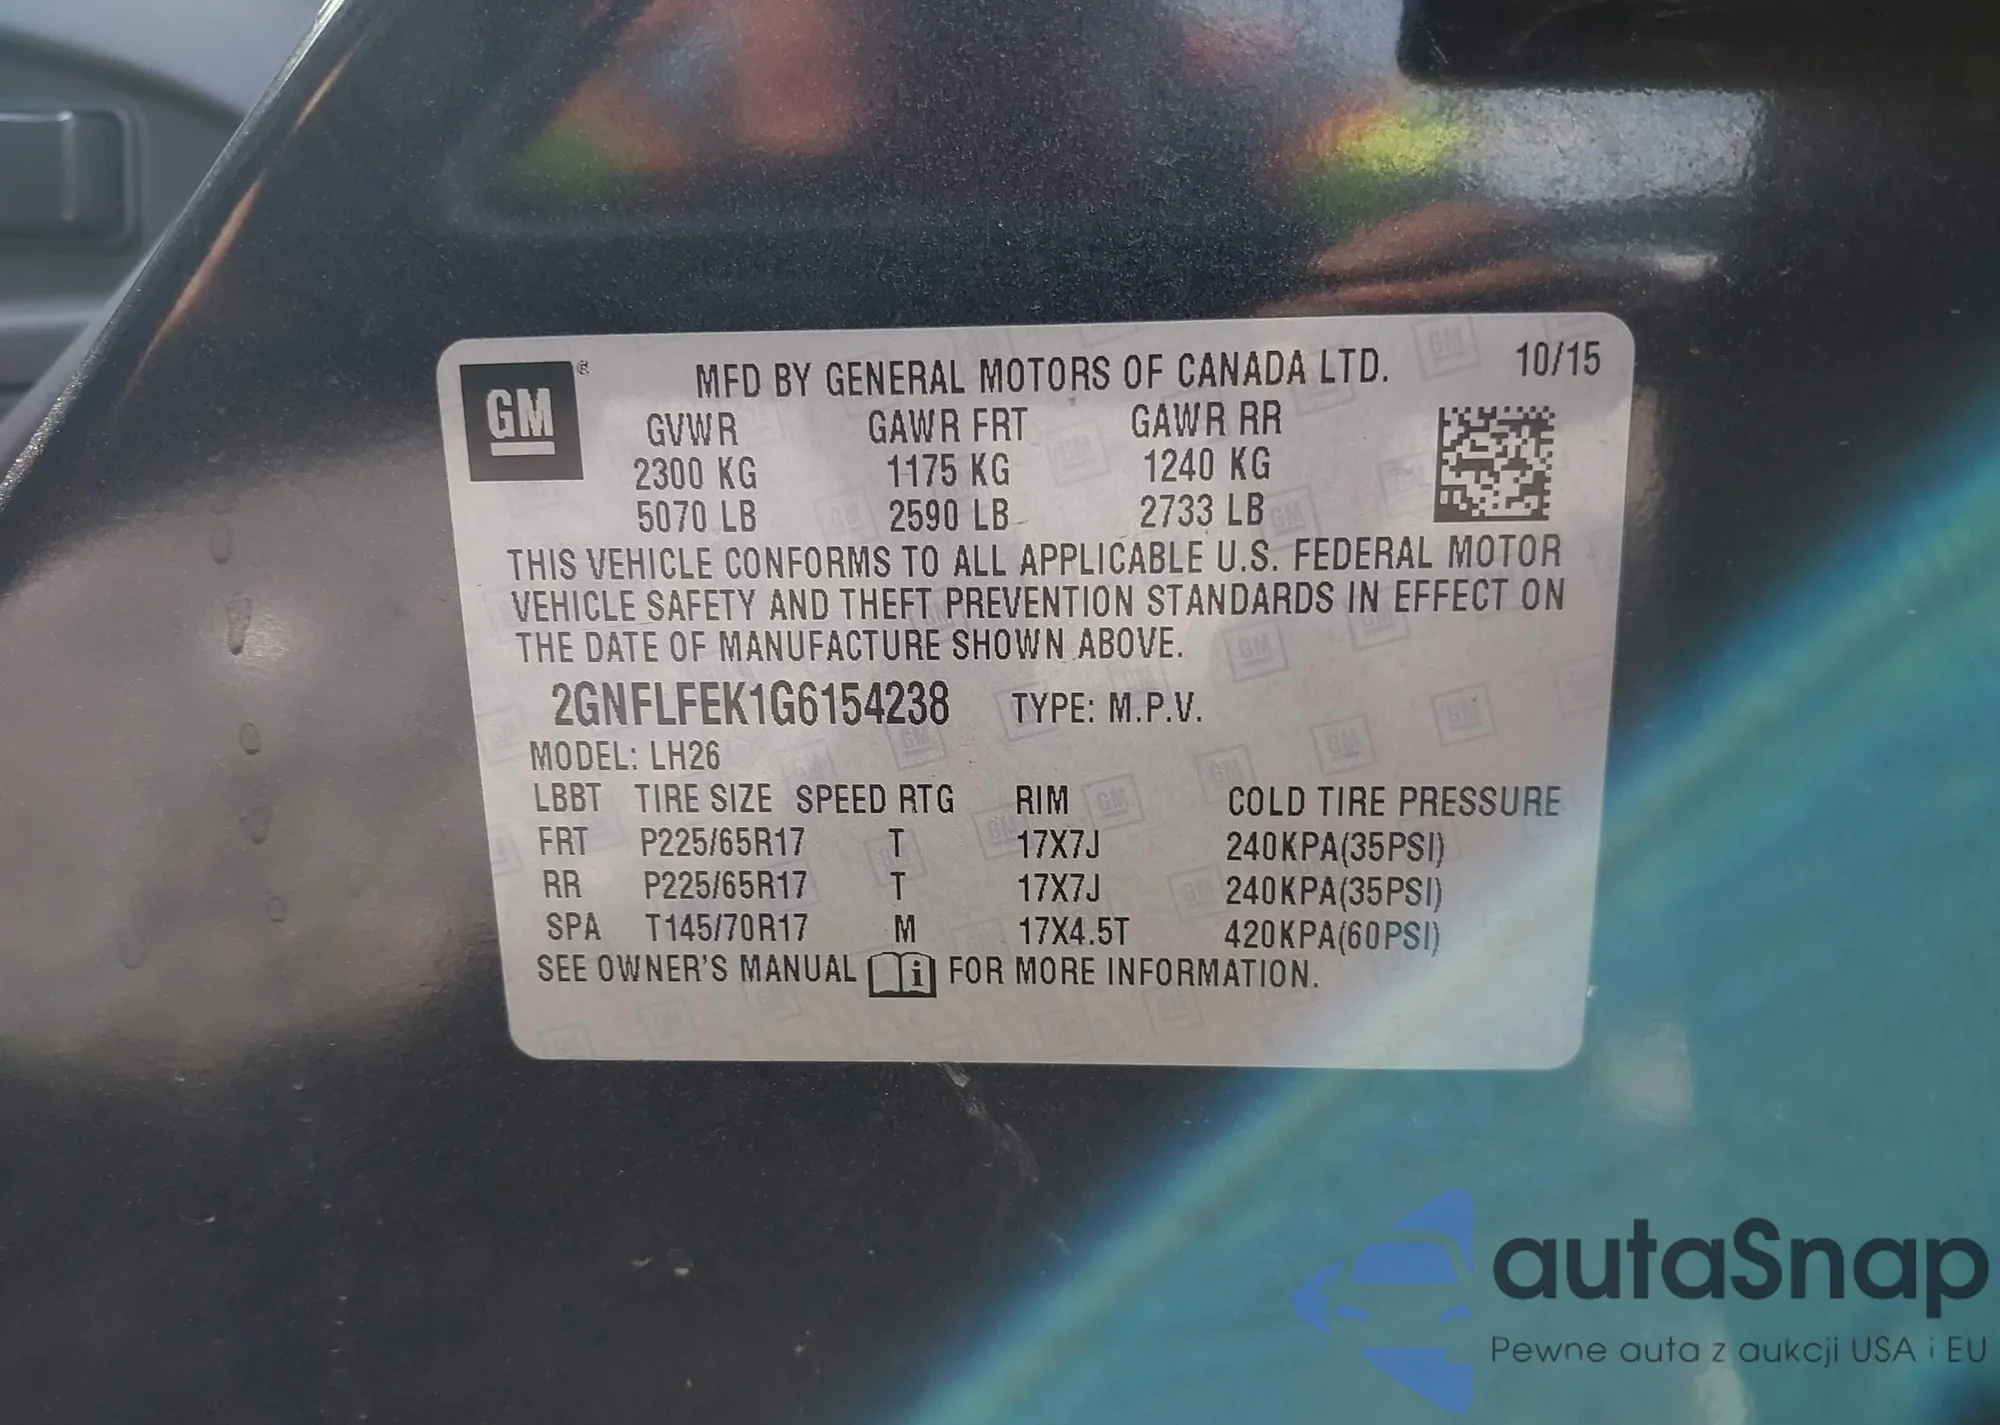 GM ® MFD BY GENERAL MOTORS OF CANADA LTD. 10/15
GVWR GAWR FRT GAWR RR
2300 KG 1175 KG 1240 KG
5070 LB 2590 LB 2733 LB
THIS VEHICLE CONFORMS TO ALL APPLICABLE U.S. FEDERAL MOTOR
VEHICLE SAFETY AND THEFT PREVENTION STANDARDS IN EFFECT ON
THE DATE OF MANUFACTURE SHOWN ABOVE.
2GNFLFEK1G6154238 TYPE: M.P.V.
MODEL: LH26
LBBT TIRE SIZE SPEED RTG RIM COLD TIRE PRESSURE
FRT P225/65R17 T 17X7J 240KPA(35PSI)
RR P225/65R17 T 17X7J 240KPA(35PSI)
SPA T145/70R17 M 17X4.5T 420KPA(60PSI)
SEE OWNER'S MANUAL i FOR MORE INFORMATION.
autaSnap
Pewne auta z aukcji USA i EU